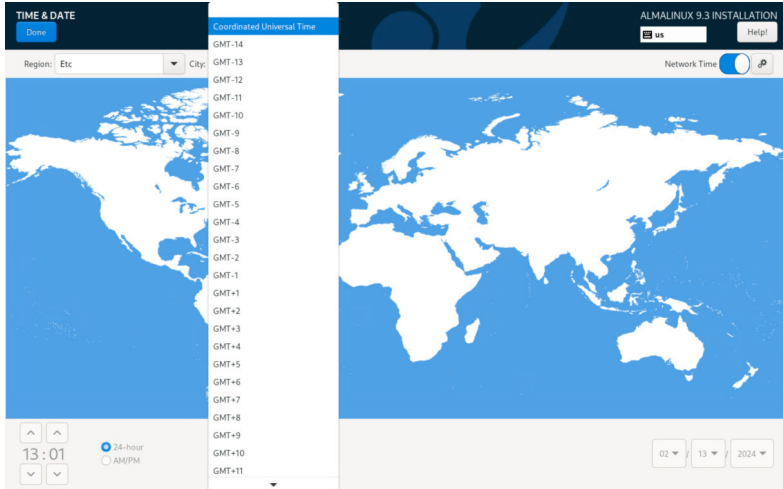 TIME & DATE
ALMALINUX 9.3 INSTALLATION
Done
us
Help!
Region:
Etc
City:
Network Time
Coordinated Universal Time
GMT-14
GMT-13
GMT-12
GMT-11
GMT-10
GMT-9
GMT-8
GMT-7
GMT-6
GMT-5
GMT-4
GMT-3
GMT-2
GMT-1
GMT+1
GMT+2
GMT+3
GMT+4
GMT+5
GMT+6
GMT+7
GMT+8
GMT+9
GMT+10
GMT+11
13:01
24-hour
AM/PM
02 / 13 / 2024